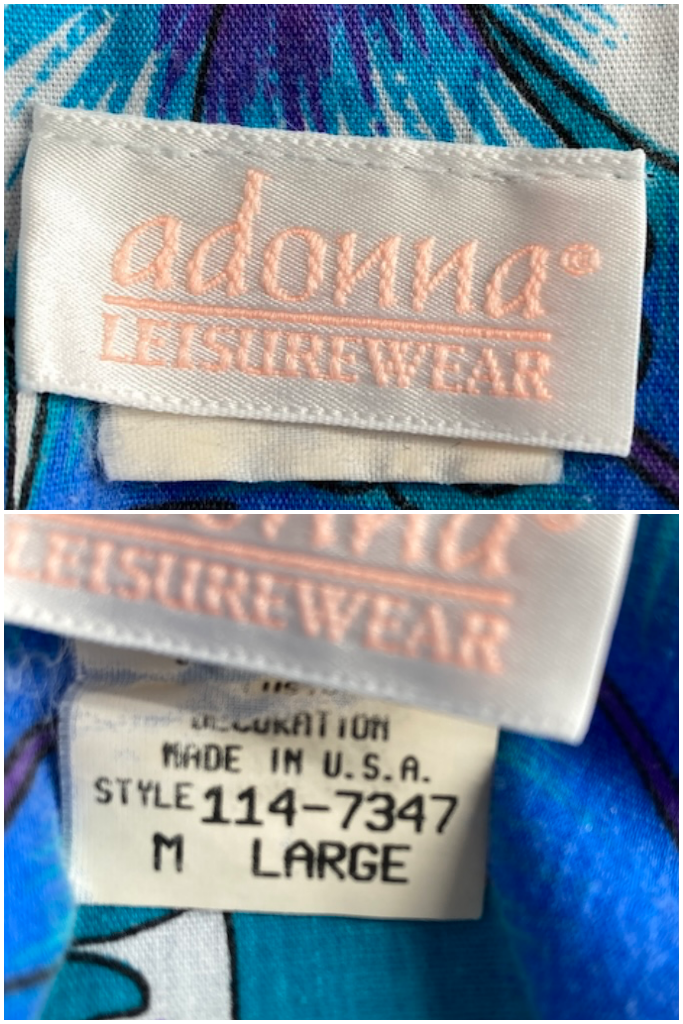 adonna®
LEISUREWEAR
LEISUREWEAR
DECORATION
MADE IN U.S.A.
STYLE 114-7347
M LARGE